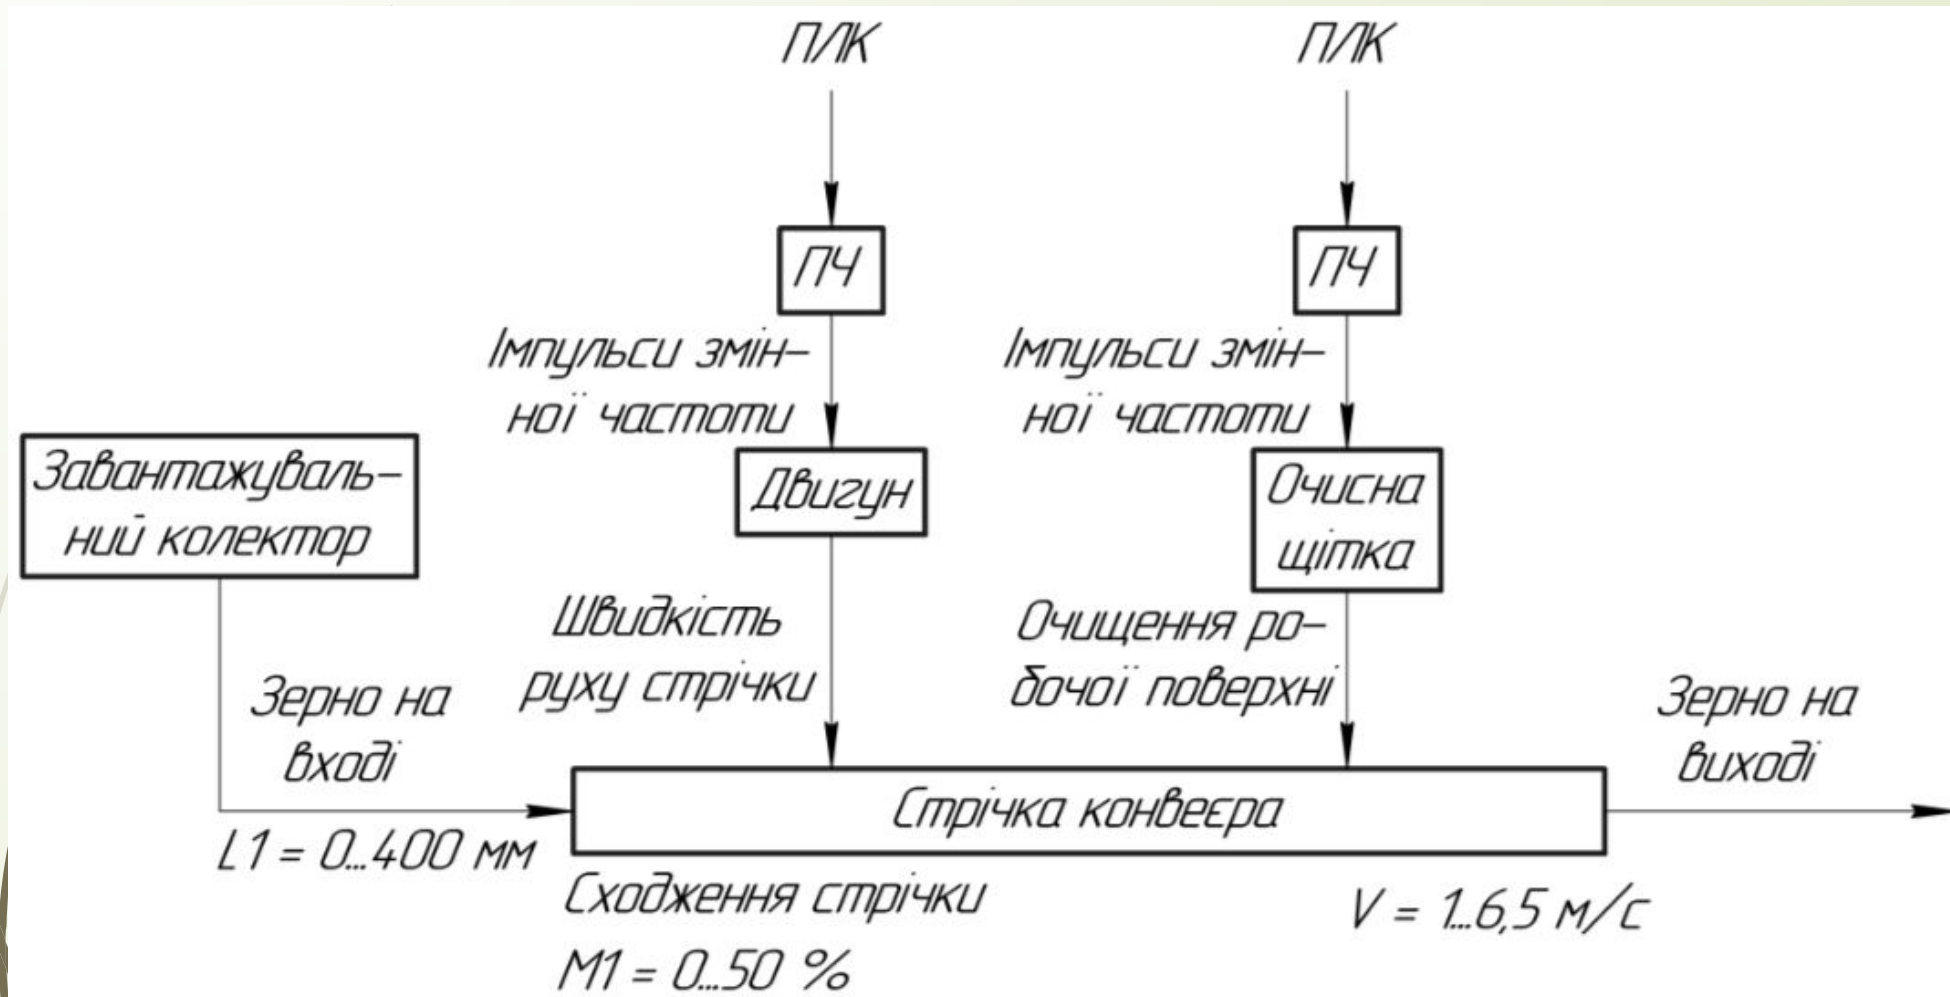 ПЛК
ПЛК
ПЧ
ПЧ
Імпульси змін-
ної частоти
Імпульси змін-
ної частоти
Завантажуваль-
ний колектор
Двигун
Очисна
щітка
Швидкість
руху стрічки
Очищення ро-
бочої поверхні
Зерно на
вході
Зерно на
виході
Стрічка конвеєра
L1 = 0...400 мм
Сходження стрічки
M1 = 0...50 %
V = 1...6,5 м/с